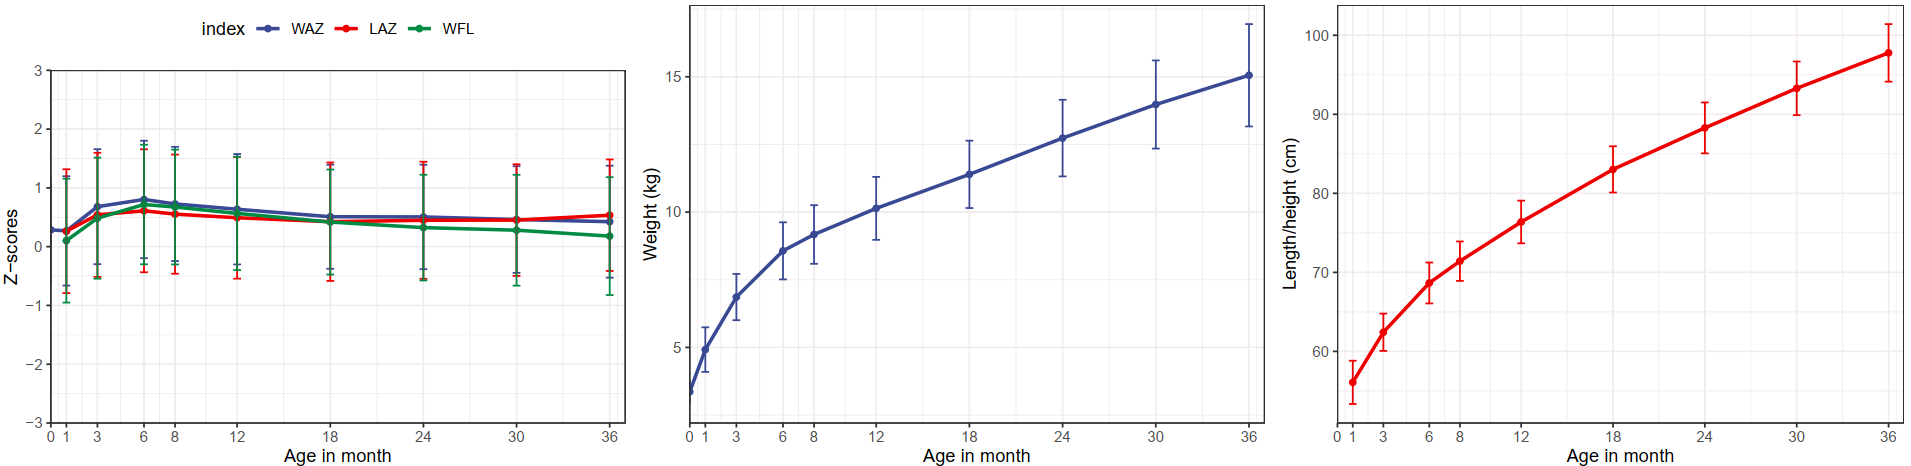 index WAZ LAZ WFL
Z−scores
3
2
1
0
−1
−2
−3
0 1 3 6 8 12 18 24 30 36
Age in month
Weight (kg)
15
10
5
0 1 3 6 8 12 18 24 30 36
Age in month
Length/height (cm)
100
90
80
70
60
0 1 3 6 8 12 18 24 30 36
Age in month